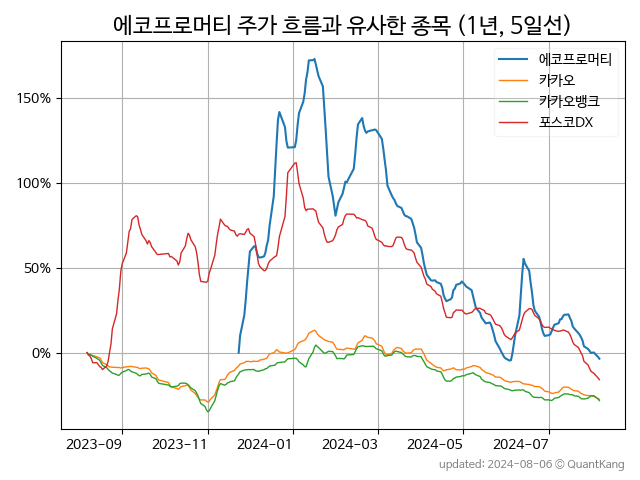 에코프로머티 주가 흐름과 유사한 종목 (1년, 5일선)
에코프로머티
카카오
카카오뱅크
포스코DX
150%
100%
50%
0%
2023-09 2023-11 2024-01 2024-03 2024-05 2024-07
updated: 2024-08-06 © QuantKang